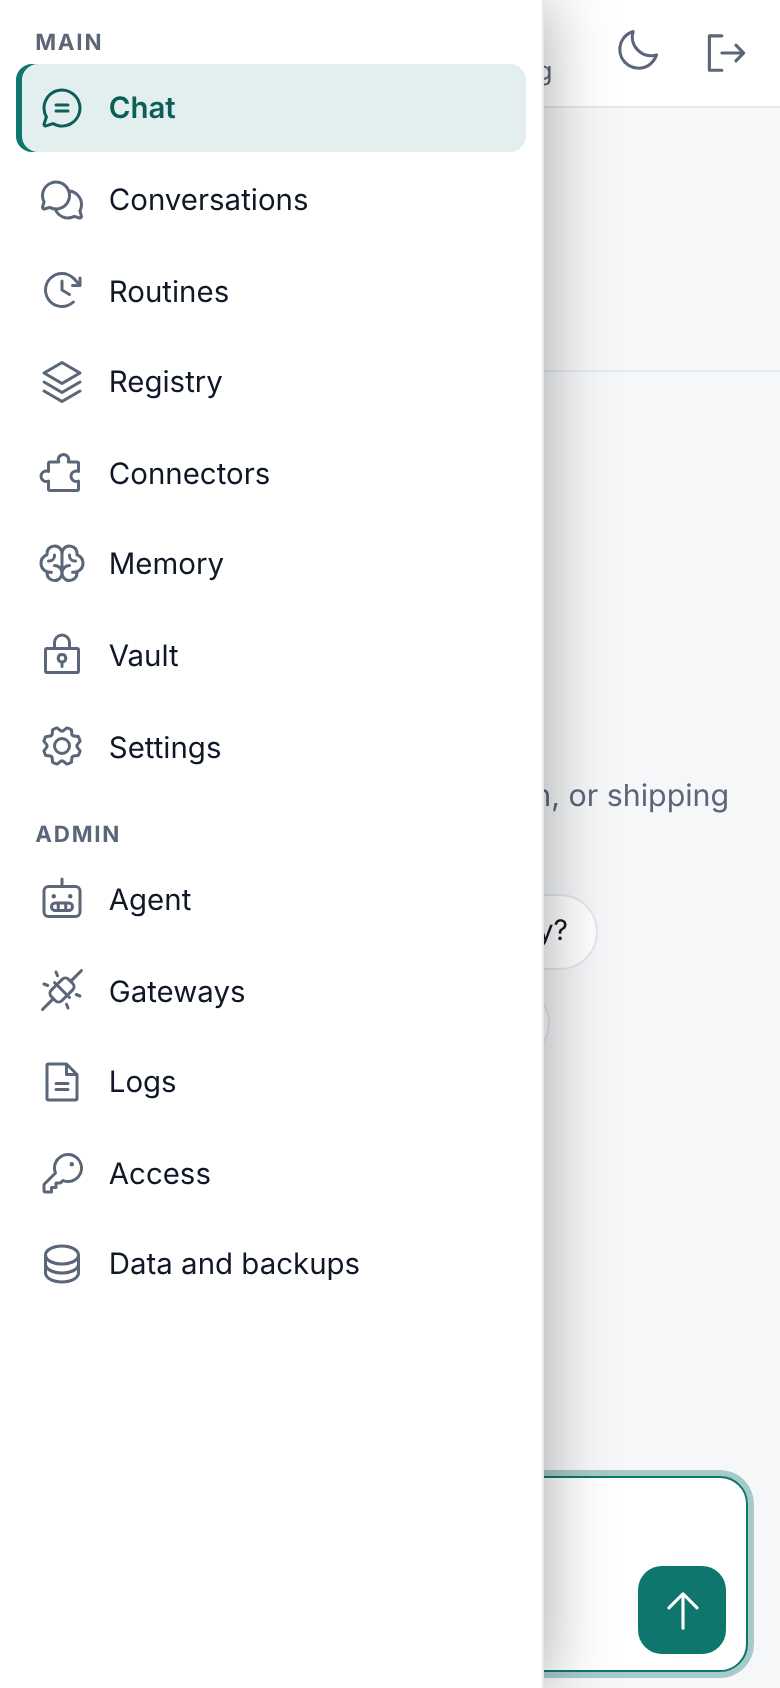 MAIN
Chat
Conversations
Routines
Registry
Connectors
Memory
Vault
Settings
or shipping
ADMIN
Agent
Gateways
Logs
Access
Data and backups